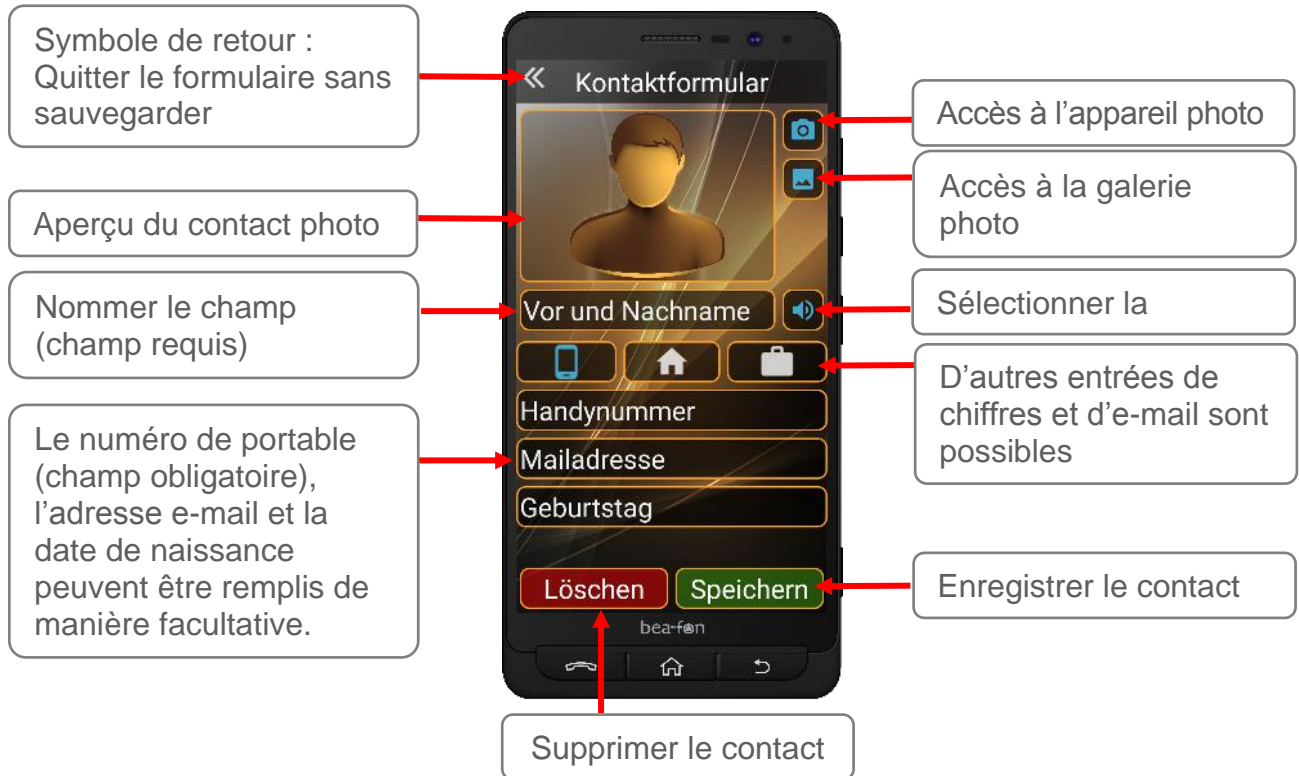 Symbole de retour :
Quitter le formulaire sans
sauvegarder
Aperçu du contact photo
Nommer le champ
(champ requis)
Le numéro de portable
(champ obligatoire),
l’adresse e-mail et la
date de naissance
peuvent être remplis de
manière facultative.
Kontaktformular
Vor und Nachname
Handynummer
Mailadresse
Geburtstag
Löschen
Speichern
bea-fon
Accès à l’appareil photo
Accès à la galerie
photo
Sélectionner la
D’autres entrées de
chiffres et d’e-mail sont
possibles
Enregistrer le contact
Supprimer le contact